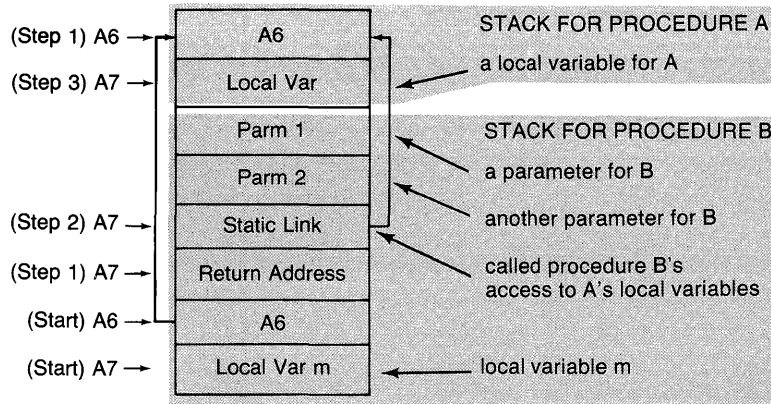 STACK FOR PROCEDURE A
(Step 1) A6
A6
a local variable for A
(Step 3) A7
Local Var
Parm 1
STACK FOR PROCEDURE B
a parameter for B
Parm 2
another parameter for B
(Step 2) A7
Static Link
called procedure B's
access to A's local variables
(Step 1) A7
Return Address
(Start) A6
A6
(Start) A7
Local Var m
local variable m